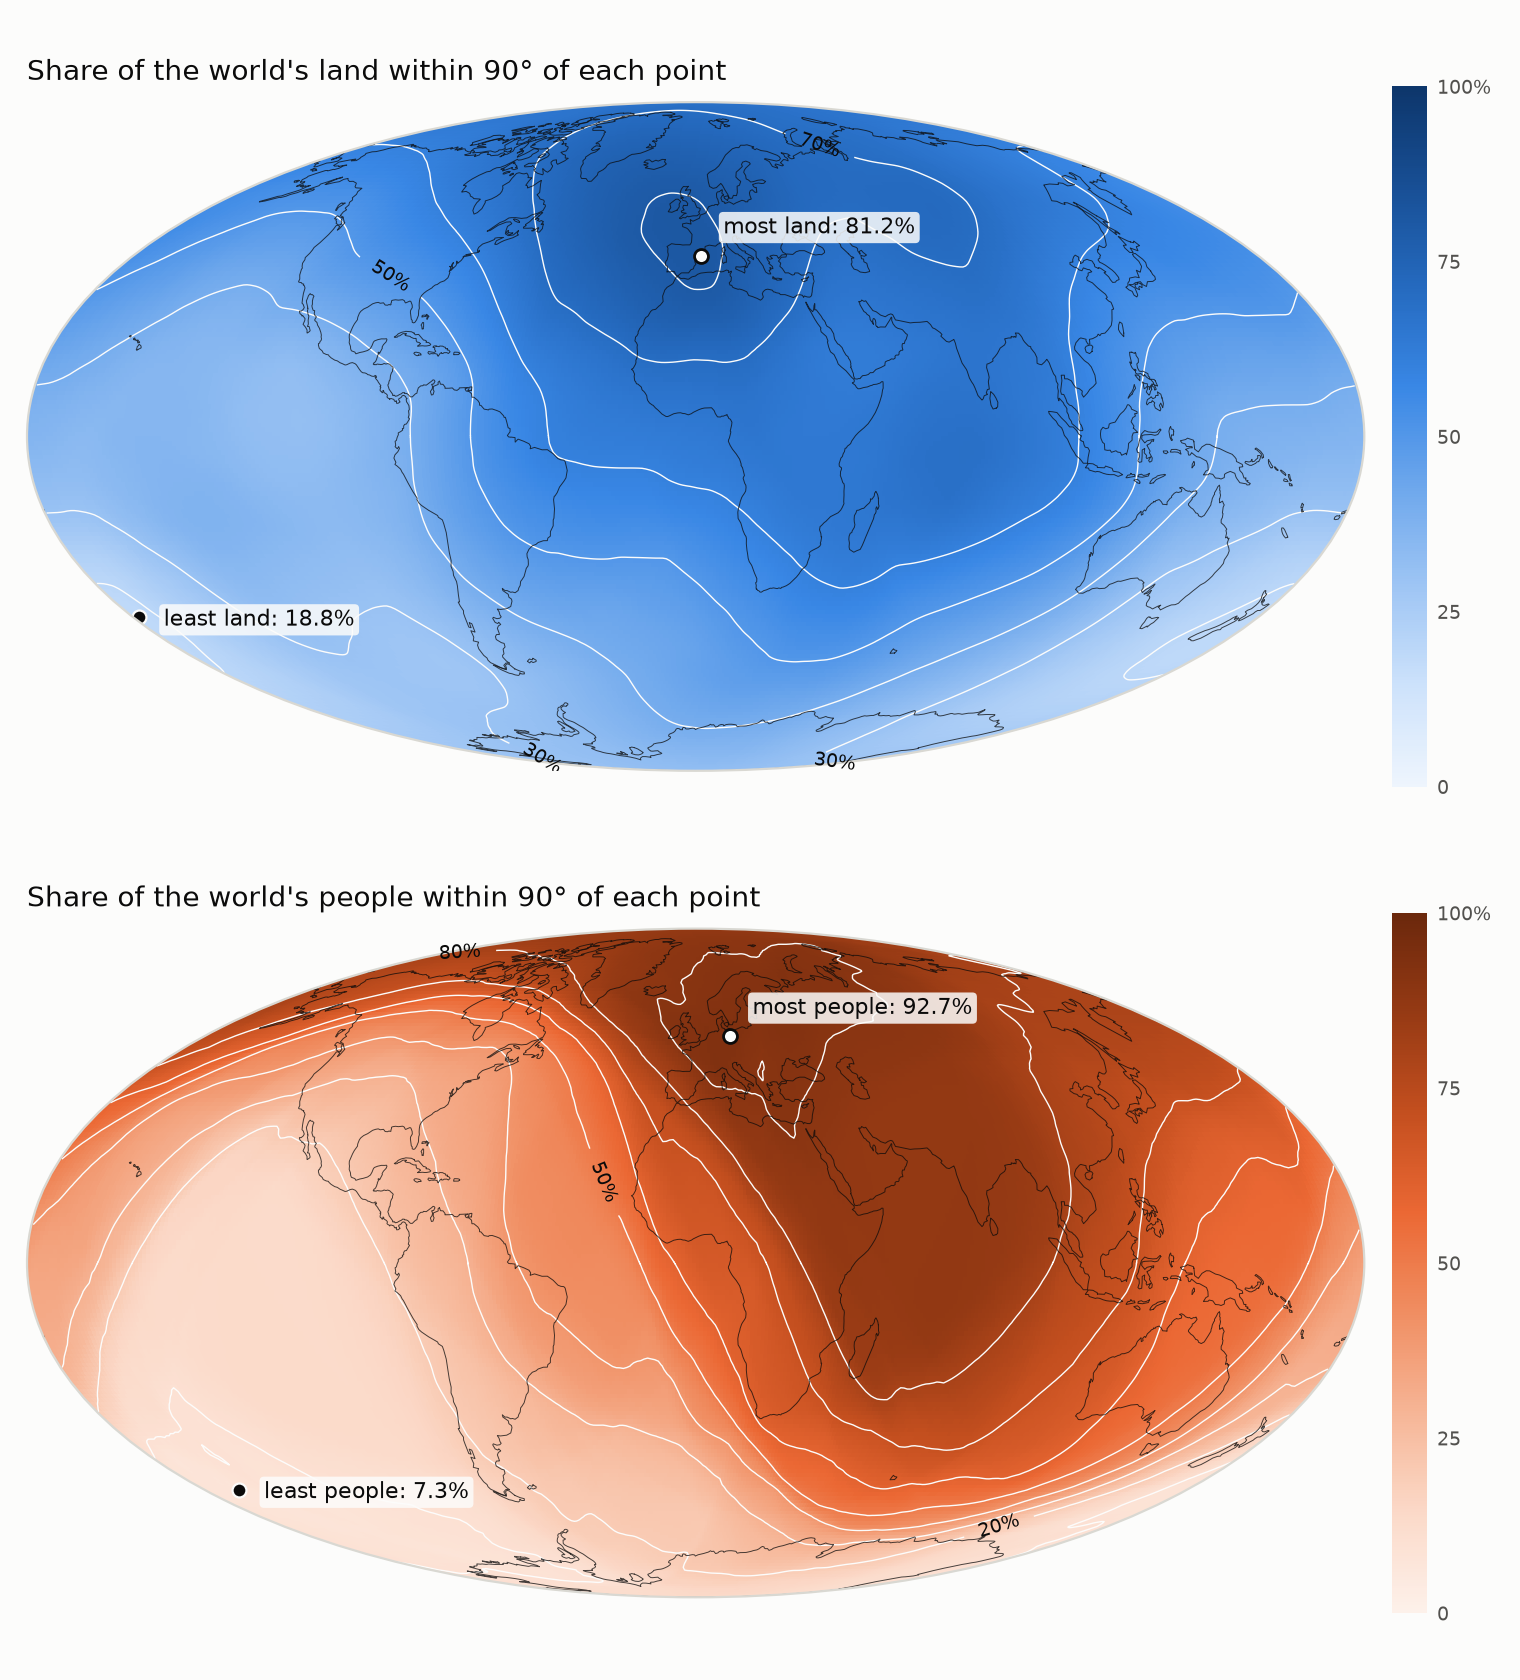 Share of the world's land within 90° of each point
100%
70%
most land: 81.2%
75
50%
50
25
least land: 18.8%
30%
30%
0
Share of the world's people within 90° of each point
100%
80%
most people: 92.7%
75
50%
50
25
least people: 7.3%
20%
0